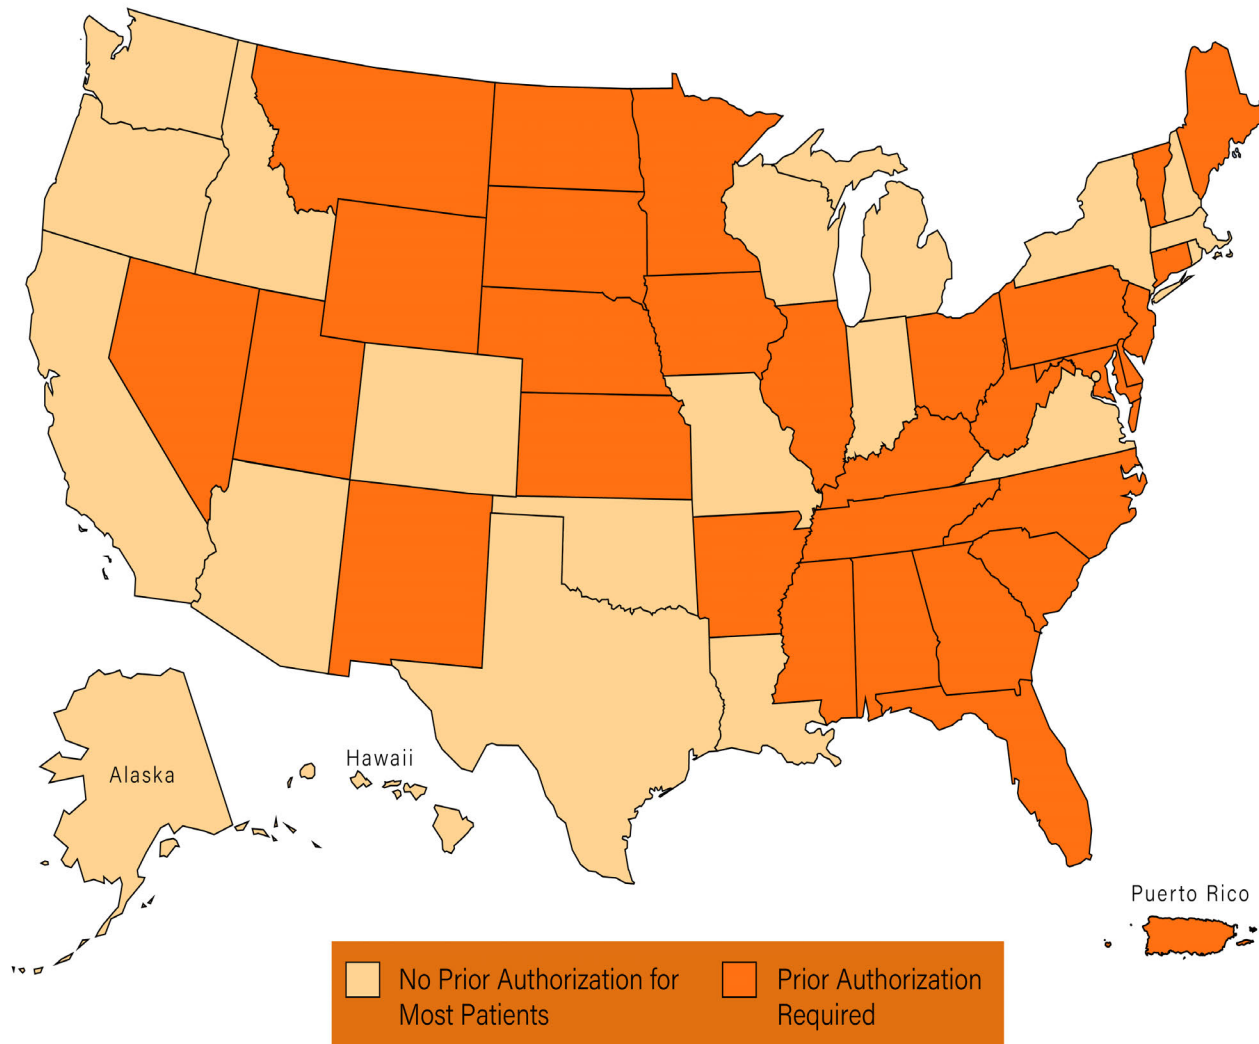 Alaska
Hawaii
Puerto Rico
No Prior Authorization for
Most Patients
Prior Authorization
Required